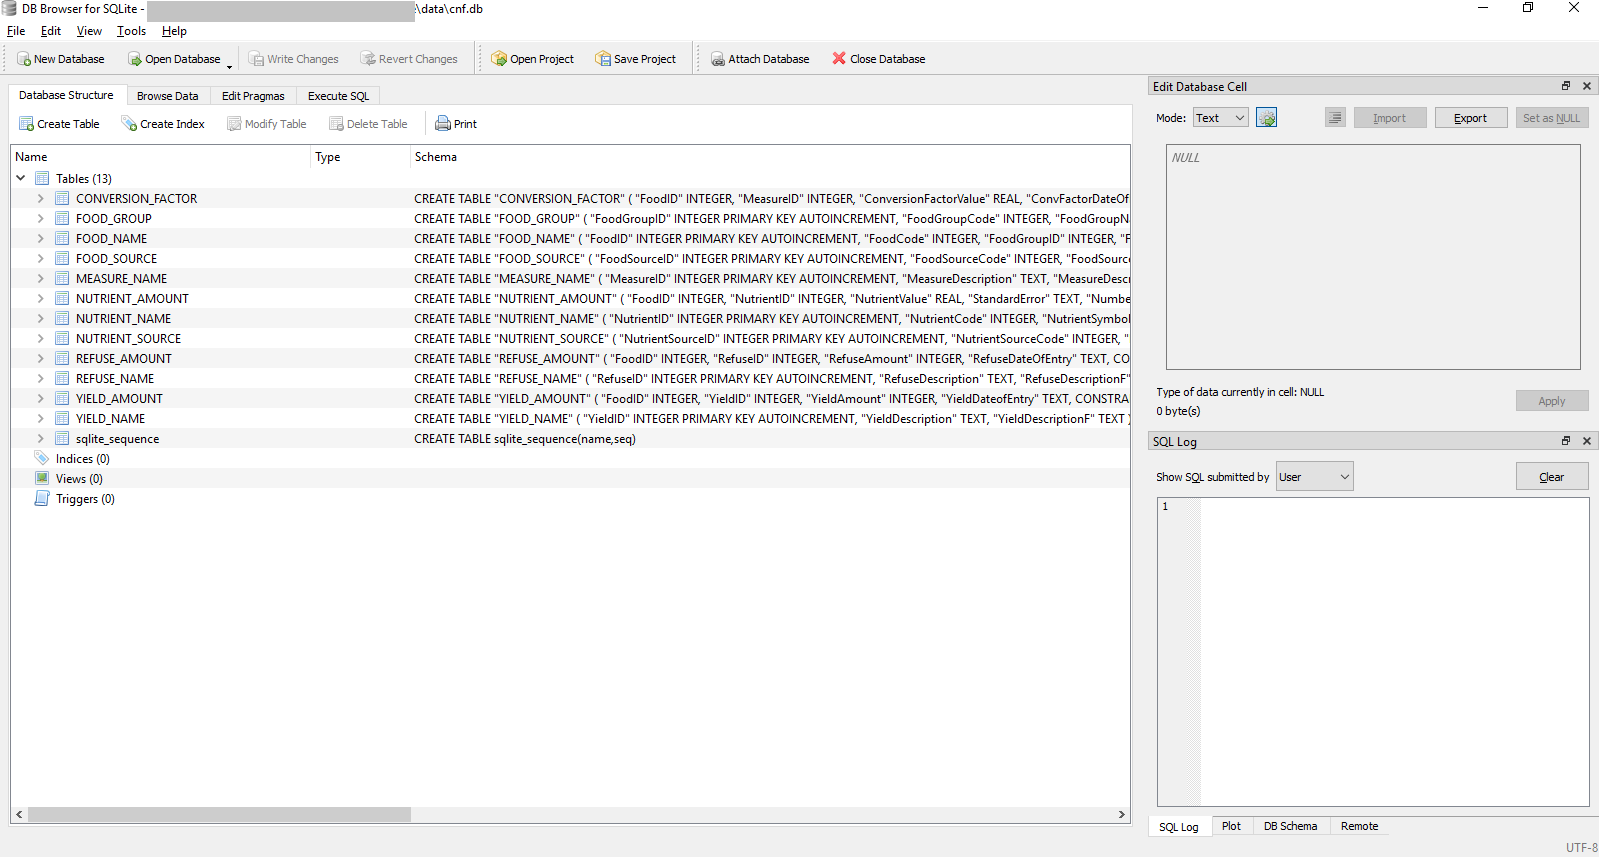 DB Browser for SQLite - \data\cnf.db
File Edit View Tools Help
New Database Open Database Write Changes Revert Changes Open Project Save Project Attach Database Close Database
Database Structure Browse Data Edit Pragmas Execute SQL
Create Table Create Index Modify Table Delete Table Print
Name Type Schema
Tables (13)
CONVERSION_FACTOR CREATE TABLE "CONVERSION_FACTOR" ( "FoodID" INTEGER, "MeasureID" INTEGER, "ConversionFactorValue" REAL, "ConvFactorDateOf
FOOD_GROUP CREATE TABLE "FOOD_GROUP" ( "FoodGroupID" INTEGER PRIMARY KEY AUTOINCREMENT, "FoodGroupCode" INTEGER, "FoodGroupN
FOOD_NAME CREATE TABLE "FOOD_NAME" ( "FoodID" INTEGER PRIMARY KEY AUTOINCREMENT, "FoodCode" INTEGER, "FoodGroupID" INTEGER, "F
FOOD_SOURCE CREATE TABLE "FOOD_SOURCE" ( "FoodSourceID" INTEGER PRIMARY KEY AUTOINCREMENT, "FoodSourceCode" INTEGER, "FoodSourc
MEASURE_NAME CREATE TABLE "MEASURE_NAME" ( "MeasureID" INTEGER PRIMARY KEY AUTOINCREMENT, "MeasureDescription" TEXT, "MeasureDescr
NUTRIENT_AMOUNT CREATE TABLE "NUTRIENT_AMOUNT" ( "FoodID" INTEGER, "NutrientID" INTEGER, "NutrientValue" REAL, "StandardError" TEXT, "Numbe
NUTRIENT_NAME CREATE TABLE "NUTRIENT_NAME" ( "NutrientID" INTEGER PRIMARY KEY AUTOINCREMENT, "NutrientCode" INTEGER, "NutrientSymbo
NUTRIENT_SOURCE CREATE TABLE "NUTRIENT_SOURCE" ( "NutrientSourceID" INTEGER PRIMARY KEY AUTOINCREMENT, "NutrientSourceCode" INTEGER, "
REFUSE_AMOUNT CREATE TABLE "REFUSE_AMOUNT" ( "FoodID" INTEGER, "RefuseID" INTEGER, "RefuseAmount" INTEGER, "RefuseDateOfEntry" TEXT, CO
REFUSE_NAME CREATE TABLE "REFUSE_NAME" ( "RefuseID" INTEGER PRIMARY KEY AUTOINCREMENT, "RefuseDescription" TEXT, "RefuseDescriptionF"
YIELD_AMOUNT CREATE TABLE "YIELD_AMOUNT" ( "FoodID" INTEGER, "YieldID" INTEGER, "YieldAmount" INTEGER, "YieldDateofEntry" TEXT, CONSTRA
YIELD_NAME CREATE TABLE "YIELD_NAME" ( "YieldID" INTEGER PRIMARY KEY AUTOINCREMENT, "YieldDescription" TEXT, "YieldDescriptionF" TEXT )
sqlite_sequence CREATE TABLE sqlite_sequence(name,seq)
Indices (0)
Views (0)
Triggers (0)
Edit Database Cell
Mode: Text Import Export Set as NULL
NULL
Type of data currently in cell: NULL
0 byte(s)
Apply
SQL Log
Show SQL submitted by User Clear
1
SQL Log Plot DB Schema Remote
UTF-8